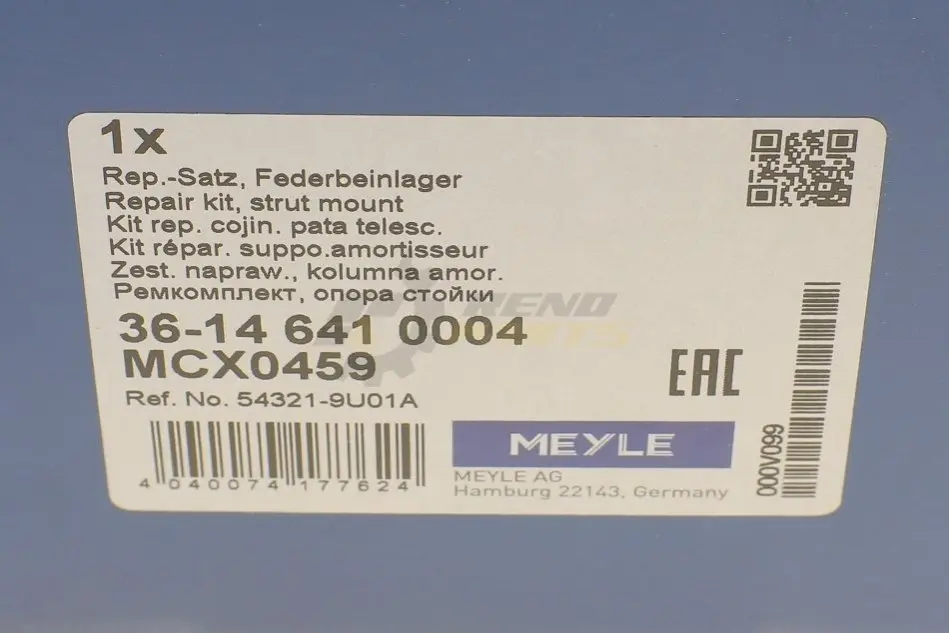 1x
Rep.-Satz, Federbeinlager
Repair kit, strut mount
Kit rep. cojin. pata telesc.
Kit répar. suppo.amortisseur
Zest. napraw., kolumna amor.
Ремкомплект, опора стойки
36-14 641 0004
MCX0459
Ref. No. 54321-9U01A
4 040074 177624
MEYLE
MEYLE AG
Hamburg 22143, Germany
EAC
000V099
TREND
PARTS